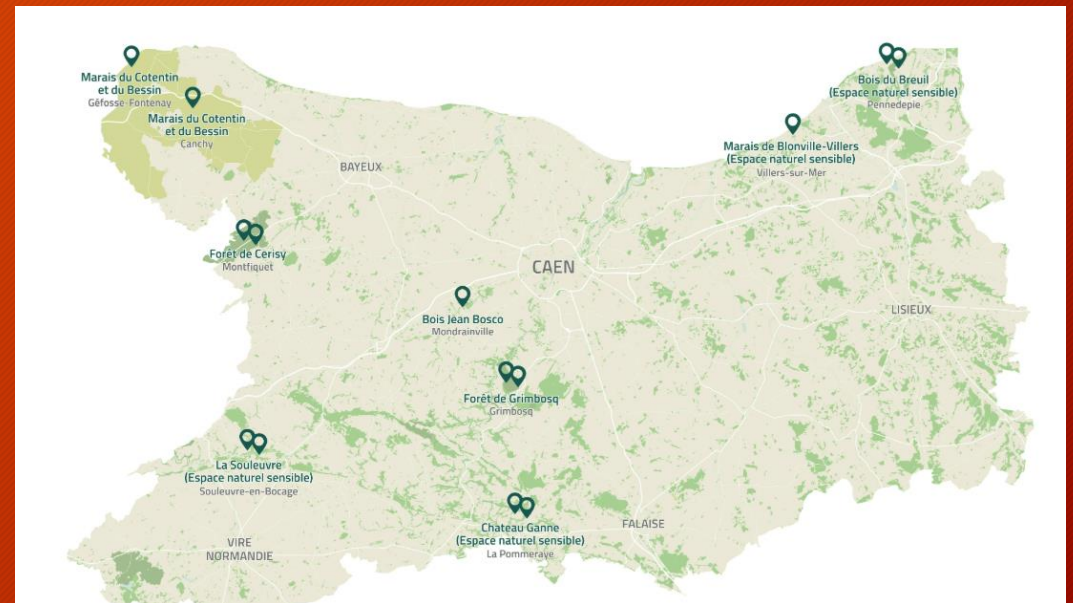 Marais du Cotentin
et du Bessin
Géfosse-Fontenay
Marais du Cotentin
et du Bessin
Canchy
Bois du Breuil
(Espace naturel sensible)
Pennedepie
Marais de Blonville-Villers
(Espace naturel sensible)
Villers-sur-Mer
BAYEUX
Forêt de Cerisy
Montfiquet
CAEN
Bois Jean Bosco
Mondrainville
LISIEUX
Forêt de Grimbosq
Grimbosq
La Souleuvre
(Espace naturel sensible)
Souleuvre-en-Bocage
Chateau Ganne
(Espace naturel sensible)
La Pommeraye
FALAISE
VIRE
NORMANDIE